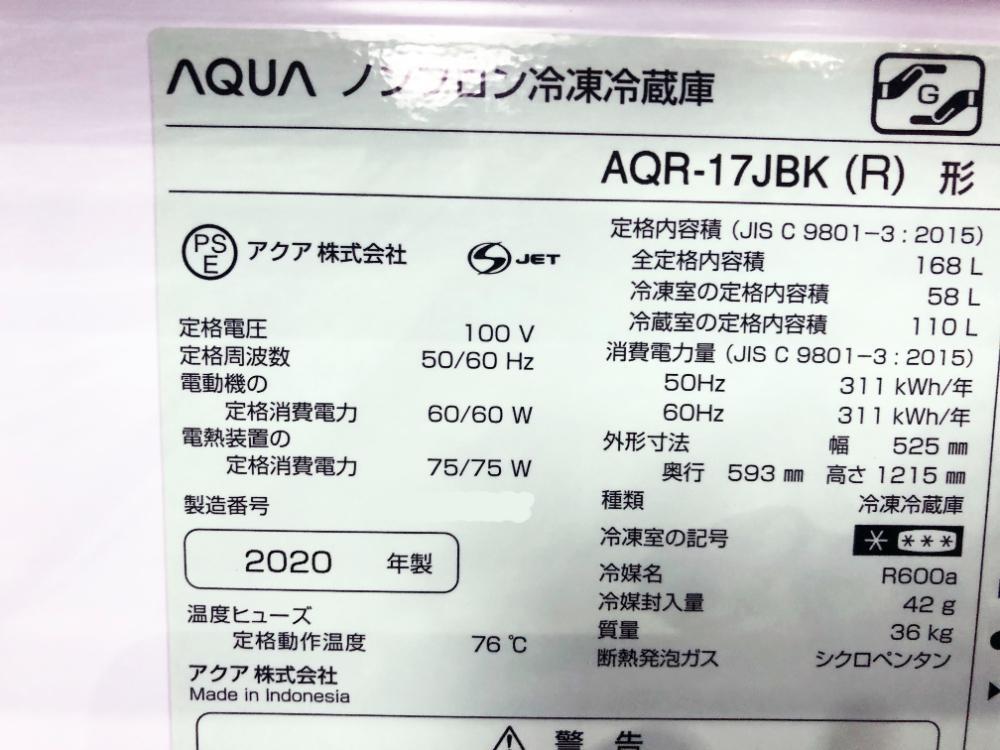 AQUA ノンフロン冷凍冷蔵庫
G
AQR-17JBK (R) 形
PSE アクア 株式会社
S JET
定格電圧 100 V
定格周波数 50/60 Hz
電動機の
定格消費電力 60/60 W
電熱装置の
定格消費電力 75/75 W
製造番号
2020 年製
温度ヒューズ
定格動作温度 76 ℃
アクア 株式会社
Made in Indonesia
定格内容積 (JIS C 9801-3 : 2015)
全定格内容積 168 L
冷凍室の定格内容積 58 L
冷蔵室の定格内容積 110 L
消費電力量 (JIS C 9801-3 : 2015)
50Hz 311 kWh/年
60Hz 311 kWh/年
外形寸法 幅 525 ㎜
奥行 593 ㎜ 高さ 1215 ㎜
種類 冷凍冷蔵庫
冷凍室の記号 * ***
冷媒名 R600a
冷媒封入量 42 g
質量 36 kg
断熱発泡ガス シクロペンタン
警 告